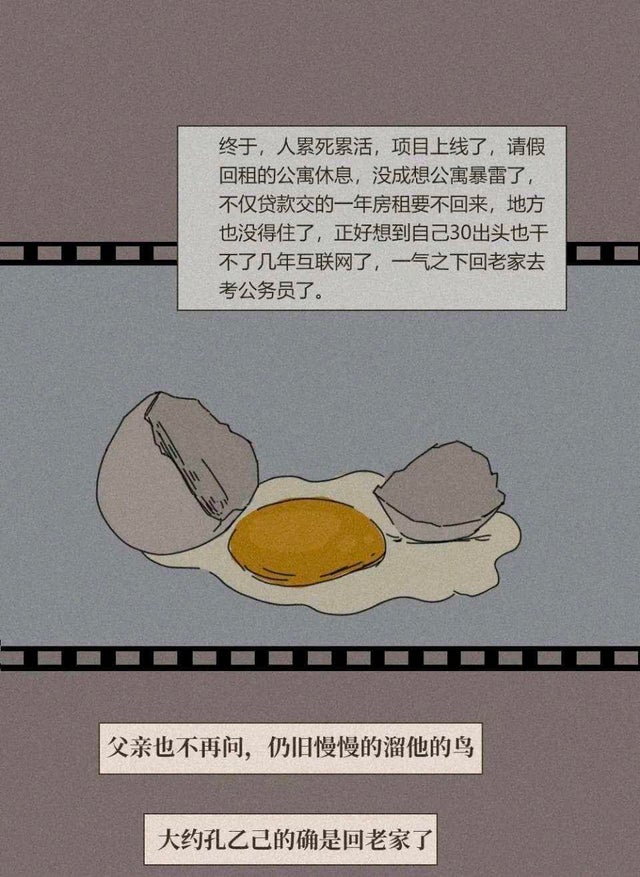 终于，人累死累活，项目上线了，请假
回租的公寓休息，没成想公寓暴雷了，
不仅贷款交的一年房租要不回来，地方
也没得住了，正好想到自己30出头也干
不了几年互联网了，一气之下回老家去
考公务员了。
父亲也不再问，仍旧慢慢的溜他的鸟
大约孔乙己的确是回老家了